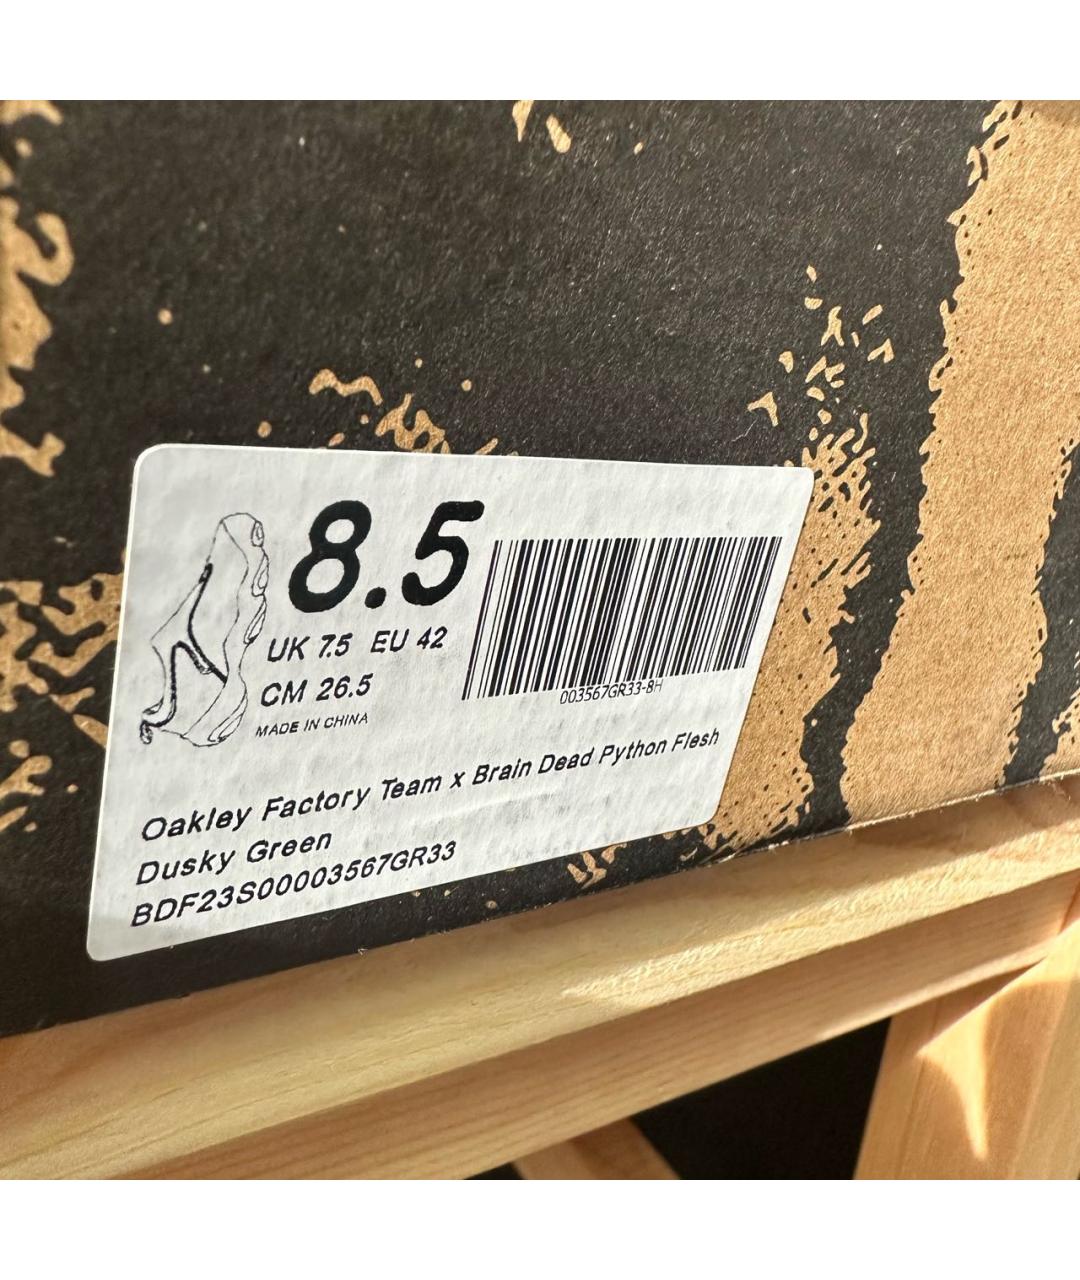 8.5
UK 7.5 EU 42
CM 26.5
MADE IN CHINA
003567GR33-8H
Oakley Factory Team x Brain Dead Python Flesh
Dusky Green
BDF23S00003567GR33